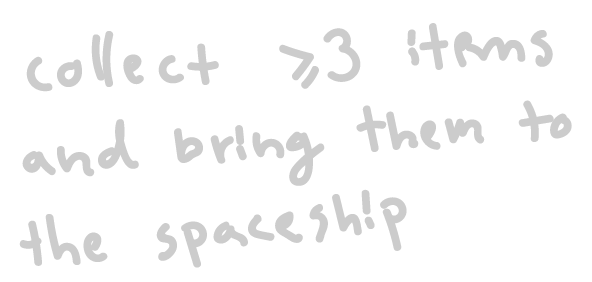 collect ⩾3 items
and bring them to
the spaceship